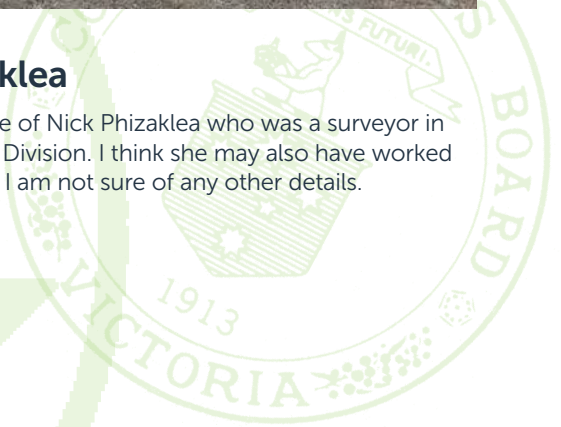 klea
e of Nick Phizaklea who was a surveyor in
Division. I think she may also have worked
I am not sure of any other details.
FUTURI.
BOARD
1913
VICTORIA